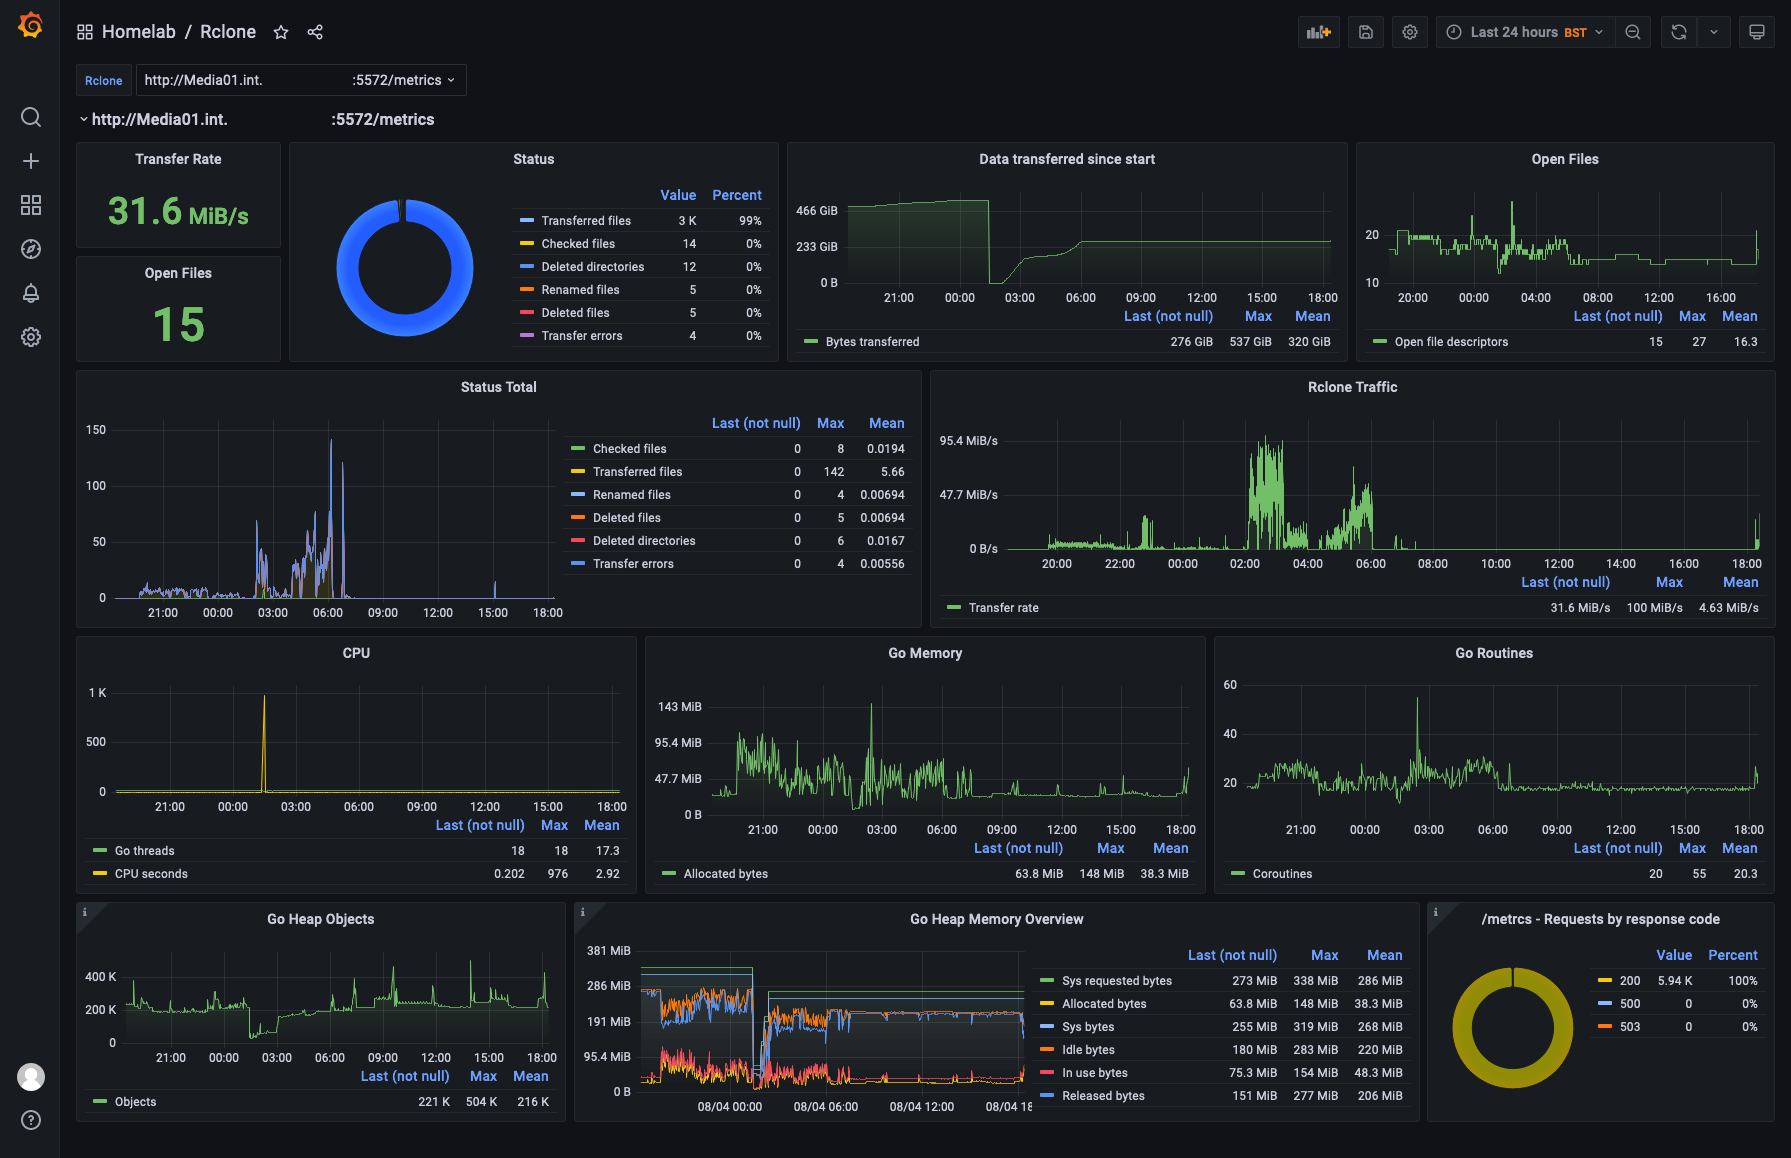 Homelab / Rclone
Last 24 hours BST
Rclone http://Media01.int. :5572/metrics
http://Media01.int. :5572/metrics
Transfer Rate
31.6 MiB/s
Open Files
15
Status
Value Percent
Transferred files 3 K 99%
Checked files 14 0%
Deleted directories 12 0%
Renamed files 5 0%
Deleted files 5 0%
Transfer errors 4 0%
Data transferred since start
466 GiB
233 GiB
0 B
21:00 00:00 03:00 06:00 09:00 12:00 15:00 18:00
Last (not null) Max Mean
Bytes transferred 276 GiB 537 GiB 320 GiB
Open Files
20
10
20:00 00:00 04:00 08:00 12:00 16:00
Last (not null) Max Mean
Open file descriptors 15 27 16.3
Status Total
150
100
50
0
21:00 00:00 03:00 06:00 09:00 12:00 15:00 18:00
Last (not null) Max Mean
Checked files 0 8 0.0194
Transferred files 0 142 5.66
Renamed files 0 4 0.00694
Deleted files 0 5 0.00694
Deleted directories 0 6 0.0167
Transfer errors 0 4 0.00556
Rclone Traffic
95.4 MiB/s
47.7 MiB/s
0 B/s
20:00 22:00 00:00 02:00 04:00 06:00 08:00 10:00 12:00 14:00 16:00 18:00
Last (not null) Max Mean
Transfer rate 31.6 MiB/s 100 MiB/s 4.63 MiB/s
CPU
1 K
500
0
21:00 00:00 03:00 06:00 09:00 12:00 15:00 18:00
Last (not null) Max Mean
Go threads 18 18 17.3
CPU seconds 0.202 976 2.92
Go Memory
143 MiB
95.4 MiB
47.7 MiB
0 B
21:00 00:00 03:00 06:00 09:00 12:00 15:00 18:00
Last (not null) Max Mean
Allocated bytes 63.8 MiB 148 MiB 38.3 MiB
Go Routines
60
40
20
21:00 00:00 03:00 06:00 09:00 12:00 15:00 18:00
Last (not null) Max Mean
Coroutines 20 55 20.3
Go Heap Objects
400 K
200 K
0
21:00 00:00 03:00 06:00 09:00 12:00 15:00 18:00
Last (not null) Max Mean
Objects 221 K 504 K 216 K
Go Heap Memory Overview
381 MiB
286 MiB
191 MiB
95.4 MiB
0 B
08/04 00:00 08/04 06:00 08/04 12:00 08/04 18
Last (not null) Max Mean
Sys requested bytes 273 MiB 338 MiB 286 MiB
Allocated bytes 63.8 MiB 148 MiB 38.3 MiB
Sys bytes 255 MiB 319 MiB 268 MiB
Idle bytes 180 MiB 283 MiB 220 MiB
In use bytes 75.3 MiB 154 MiB 48.3 MiB
Released bytes 151 MiB 277 MiB 206 MiB
/metrcs - Requests by response code
Value Percent
200 5.94 K 100%
500 0 0%
503 0 0%